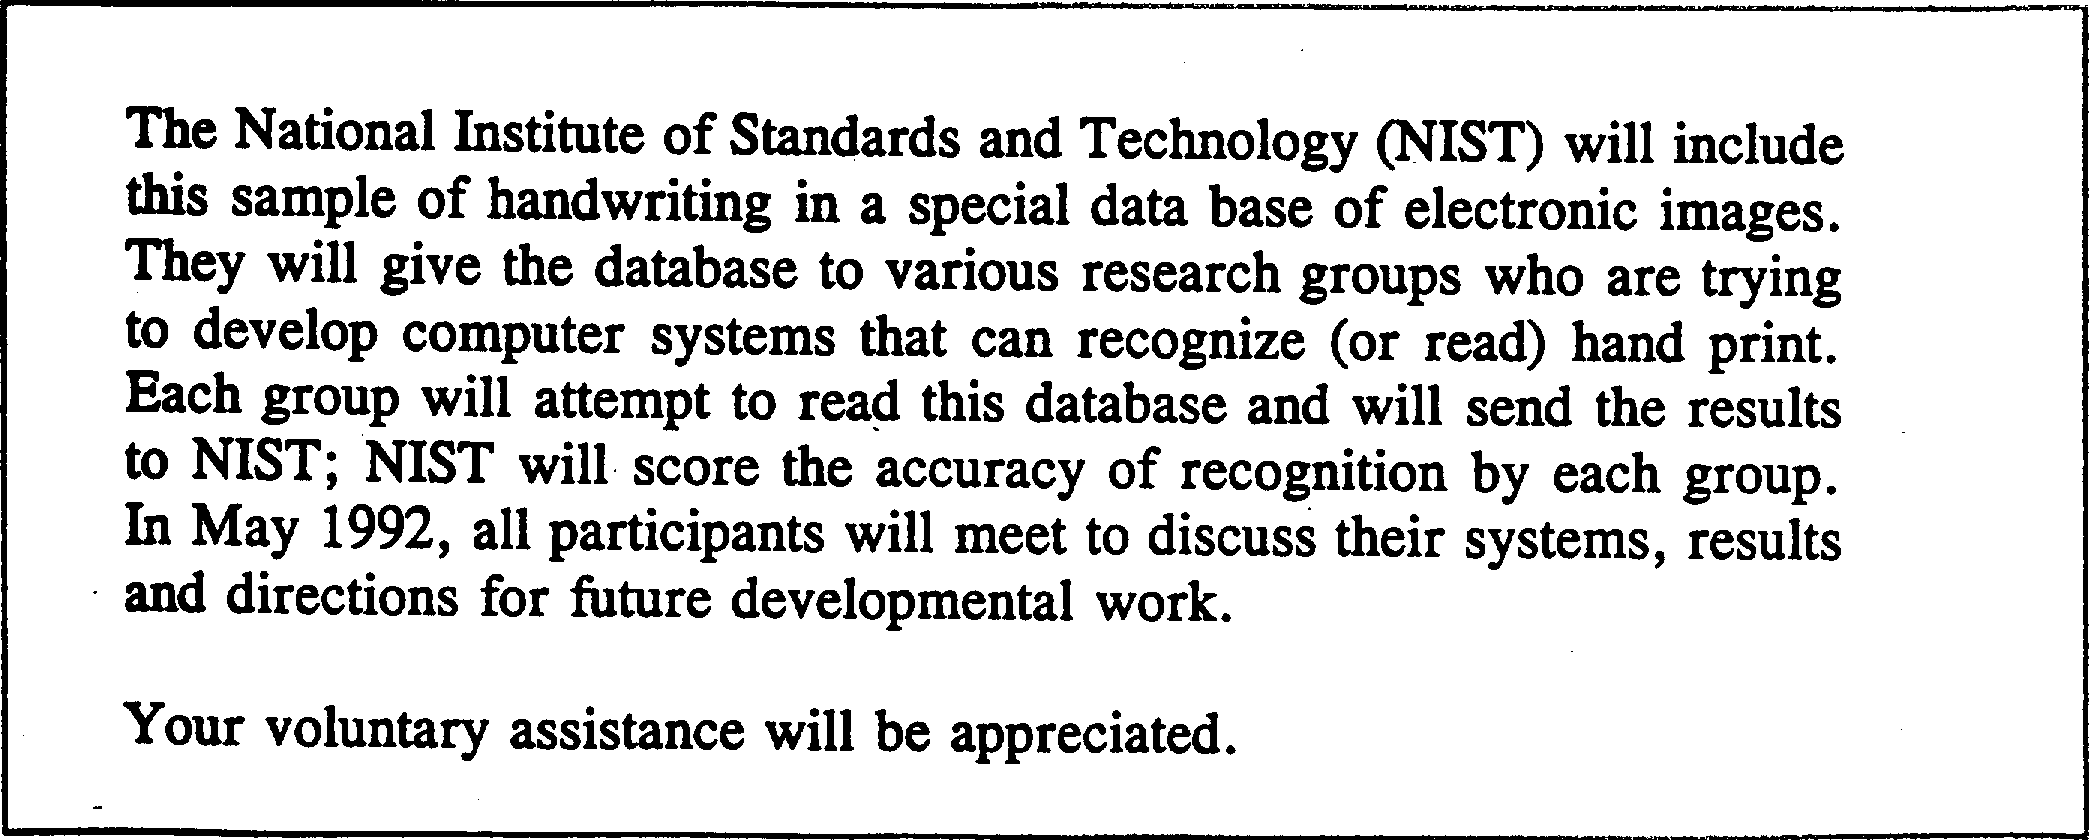 The National Institute of Standards and Technology (NIST) will include
this sample of handwriting in a special data base of electronic images.
They will give the database to various research groups who are trying
to develop computer systems that can recognize (or read) hand print.
Each group will attempt to read this database and will send the results
to NIST; NIST will score the accuracy of recognition by each group.
In May 1992, all participants will meet to discuss their systems, results
and directions for future developmental work.
Your voluntary assistance will be appreciated.